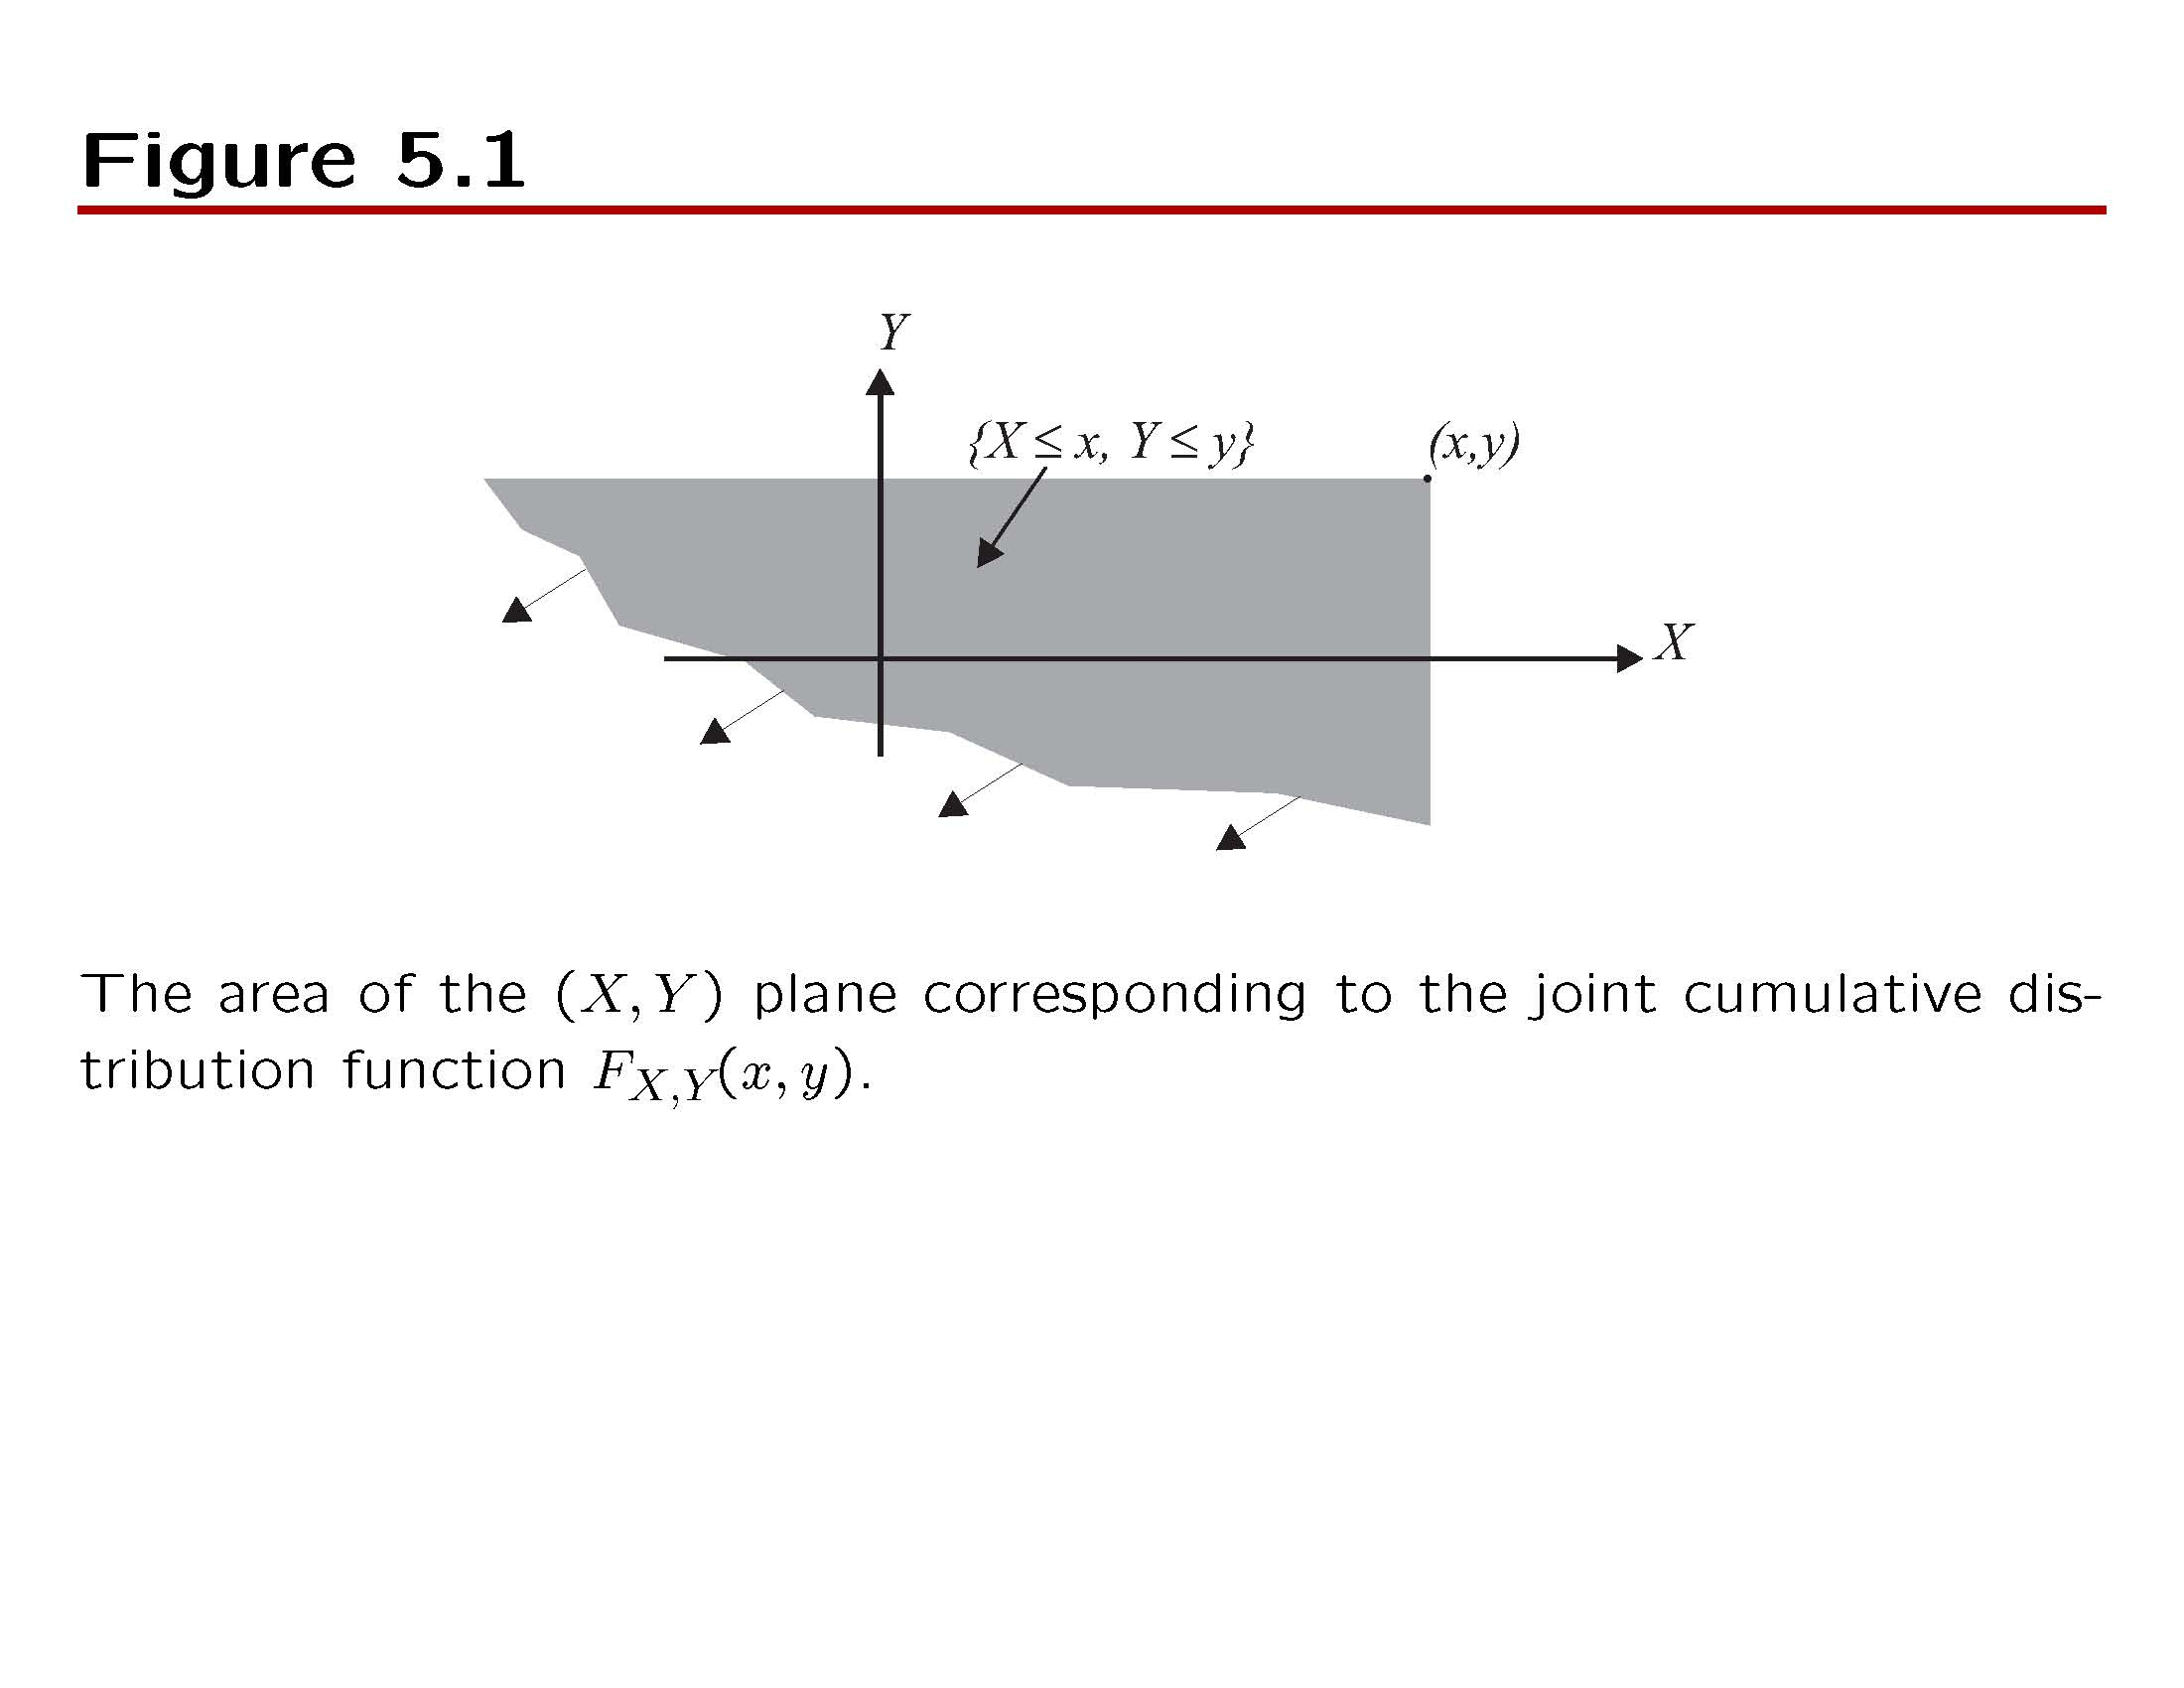 Figure 5.1
Y
{X ≤ x, Y ≤ y}
(x,y)
X
The area of the (X, Y) plane corresponding to the joint cumulative dis-
tribution function F_{X,Y}(x, y).